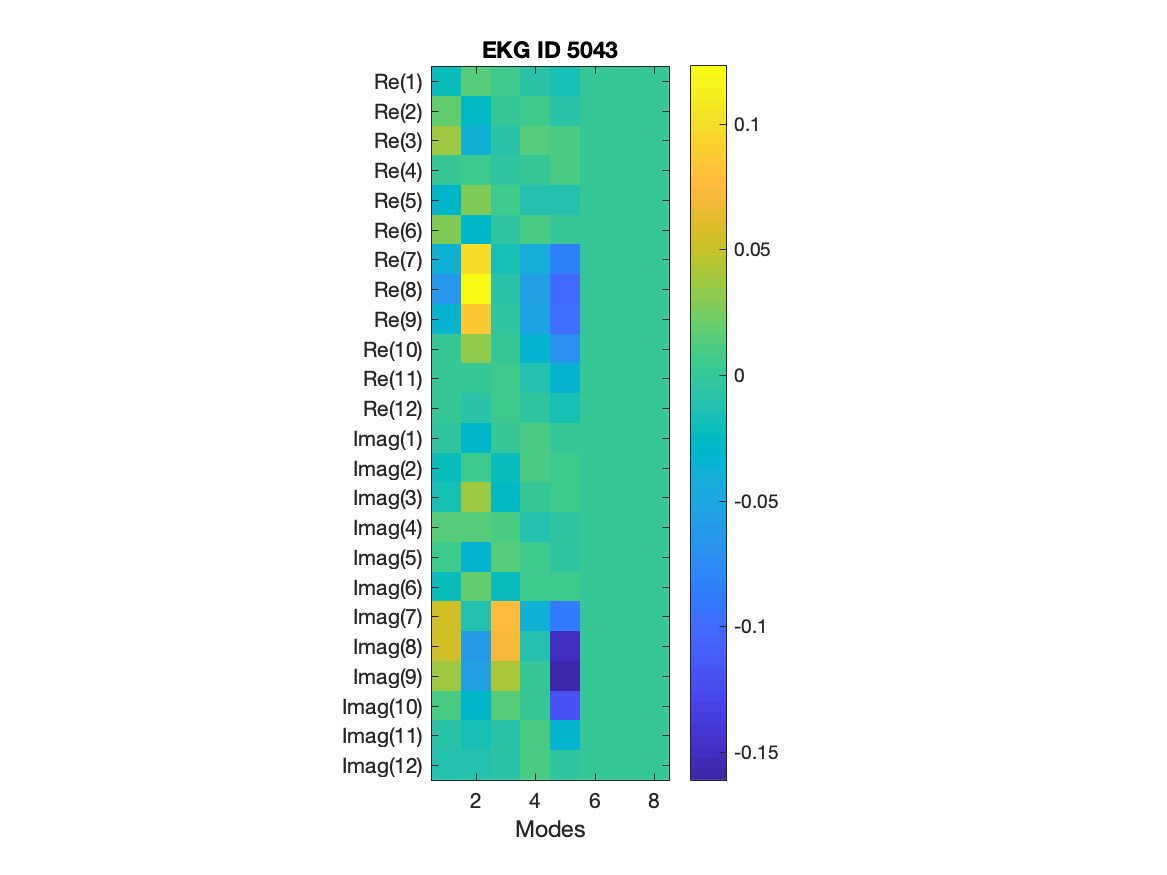 EKG ID 5043
Re(1)
Re(2)
Re(3)
Re(4)
Re(5)
Re(6)
Re(7)
Re(8)
Re(9)
Re(10)
Re(11)
Re(12)
Imag(1)
Imag(2)
Imag(3)
Imag(4)
Imag(5)
Imag(6)
Imag(7)
Imag(8)
Imag(9)
Imag(10)
Imag(11)
Imag(12)
2 4 6 8
Modes
0.1
0.05
0
-0.05
-0.1
-0.15